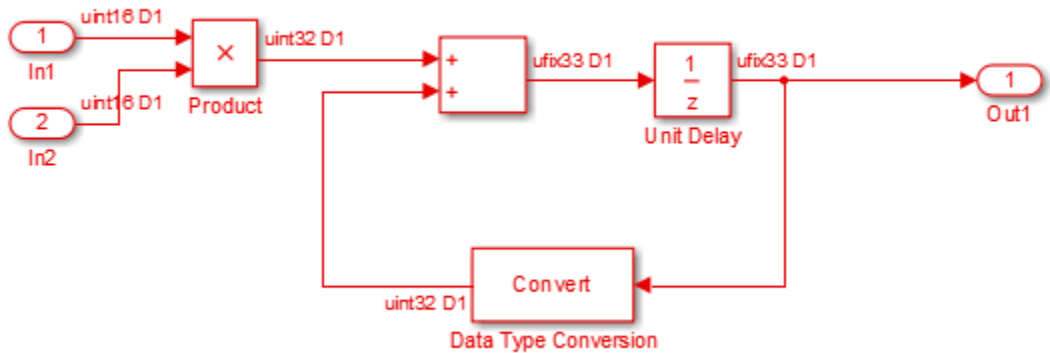 uint16 D1
1
In1
×
Product
uint32 D1
uint16 D1
2
In2
+
+
ufix33 D1
1
z
Unit Delay
ufix33 D1
1
Out1
Convert
uint32 D1
Data Type Conversion